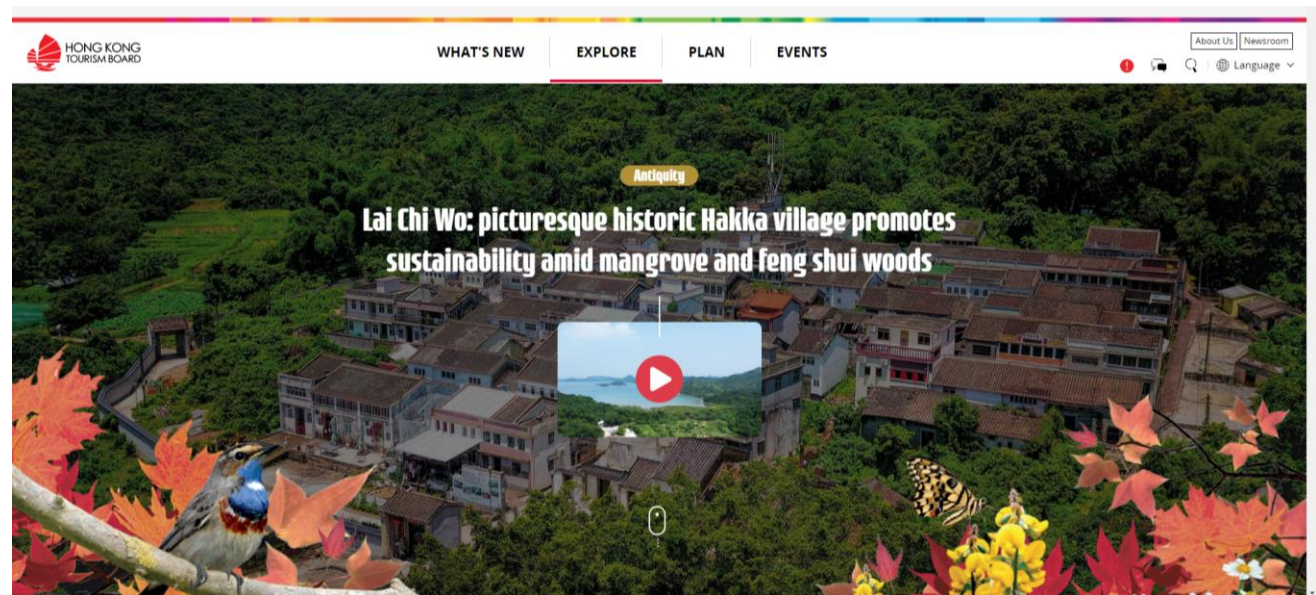 HONG KONG
TOURISM BOARD
WHAT'S NEW
EXPLORE
PLAN
EVENTS
About Us
Newsroom
Language
Antiquity
Lai Chi Wo: picturesque historic Hakka village promotes
sustainability amid mangrove and feng shui woods